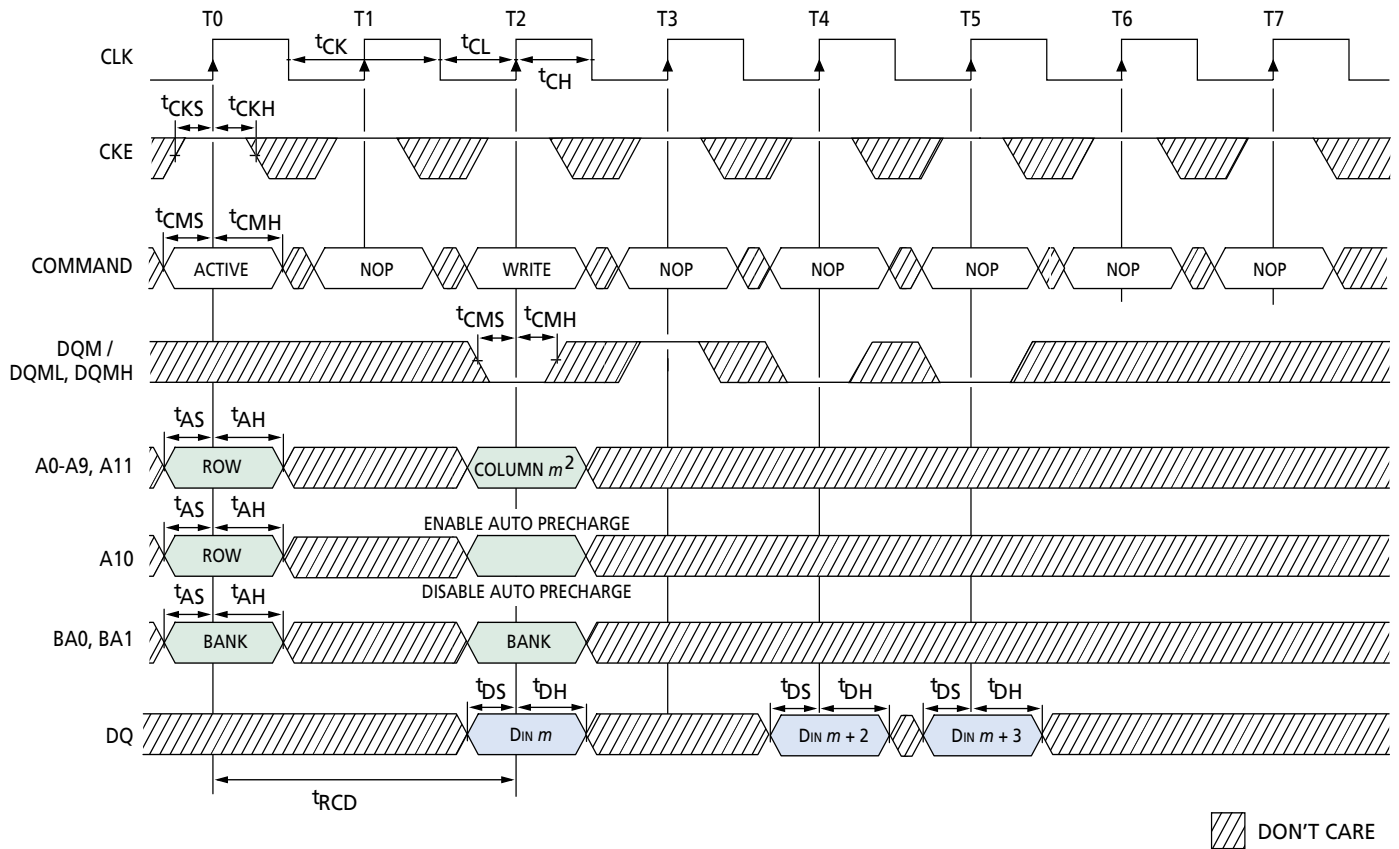 T0 T1 T2 T3 T4 T5 T6 T7
CLK
tCK tCL
tCH
tCKS tCKH
CKE
tCMS tCMH
COMMAND ACTIVE NOP WRITE NOP NOP NOP NOP NOP
tCMS tCMH
DQM /
DQML, DQMH
tAS tAH
A0-A9, A11 ROW COLUMN m2
tAS tAH
ENABLE AUTO PRECHARGE
A10 ROW
DISABLE AUTO PRECHARGE
tAS tAH
BA0, BA1 BANK BANK
tDS tDH tDS tDH tDS tDH
DQ DIN m DIN m + 2 DIN m + 3
tRCD
DON'T CARE